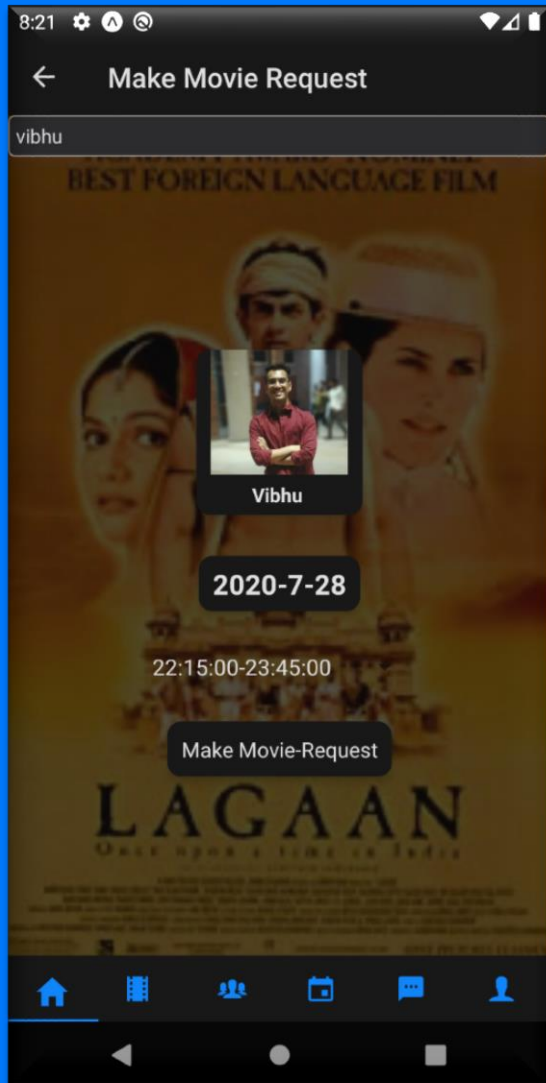 8:21
Make Movie Request
vibhu
BEST FOREIGN LANGUAGE FILM
Vibhu
2020-7-28
22:15:00-23:45:00
Make Movie-Request
LAGAAN
Once upon a time in India